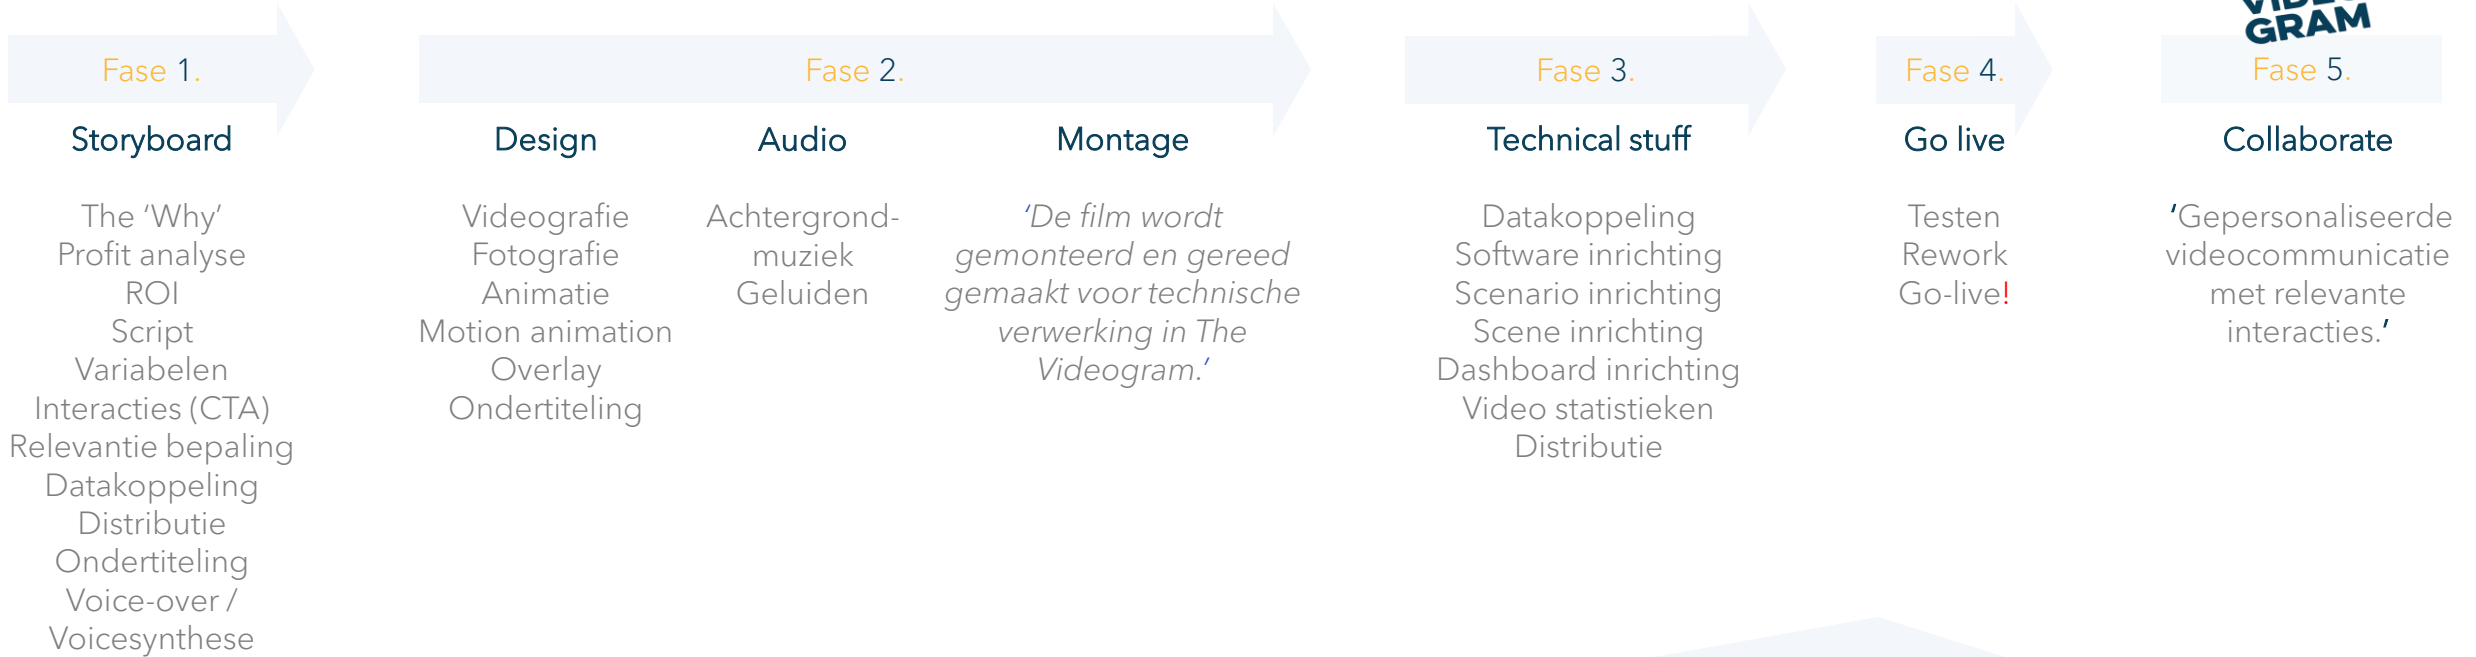 VIDEO
GRAM
Fase 1.
Storyboard
The ‘Why’
Profit analyse
ROI
Script
Variabelen
Interacties (CTA)
Relevantie bepaling
Datakoppeling
Distributie
Ondertiteling
Voice-over /
Voicesynthese
Fase 2.
Design
Videografie
Fotografie
Animatie
Motion animation
Overlay
Ondertiteling
Audio
Achtergrond-
muziek
Geluiden
Montage
‘De film wordt
gemonteerd en gereed
gemaakt voor technische
verwerking in The
Videogram.’
Fase 3.
Technical stuff
Datakoppeling
Software inrichting
Scenario inrichting
Scene inrichting
Dashboard inrichting
Video statistieken
Distributie
Fase 4.
Go live
Testen
Rework
Go-live!
Fase 5.
Collaborate
‘Gepersonaliseerde
videocommunicatie
met relevante
interacties.’